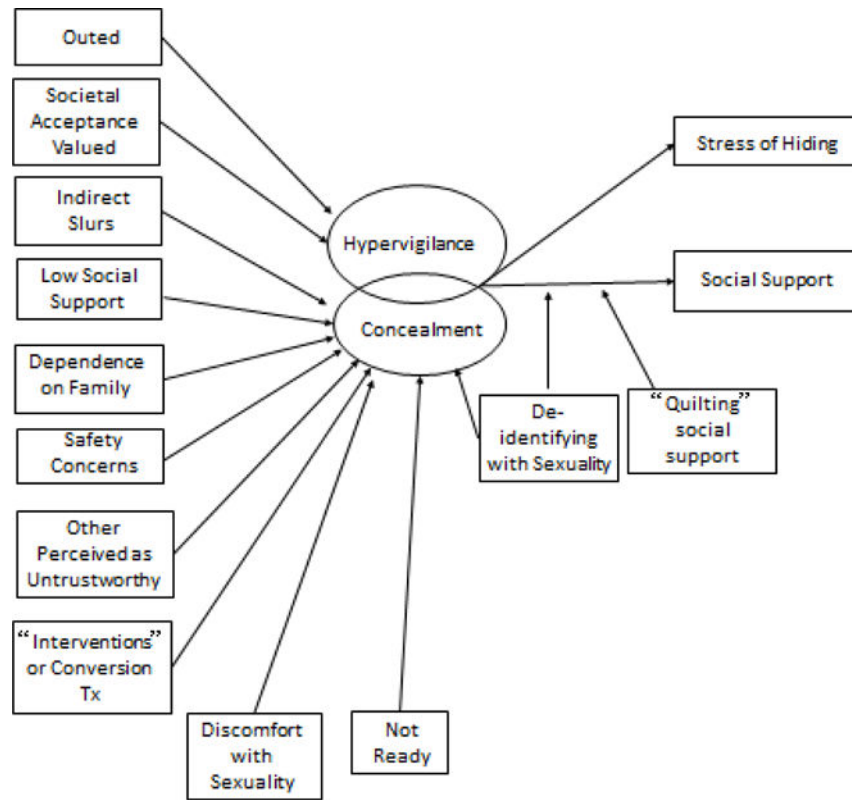 Outed
Societal
Acceptance
Valued
Indirect
Slurs
Low Social
Support
Dependence
on Family
Safety
Concerns
Other
Perceived as
Untrustworthy
“Interventions”
or Conversion
Tx
Discomfort
with
Sexuality
Not
Ready
Hypervigilance
Concealment
De-
identifying
with Sexuality
“Quilting”
social
support
Stress of Hiding
Social Support